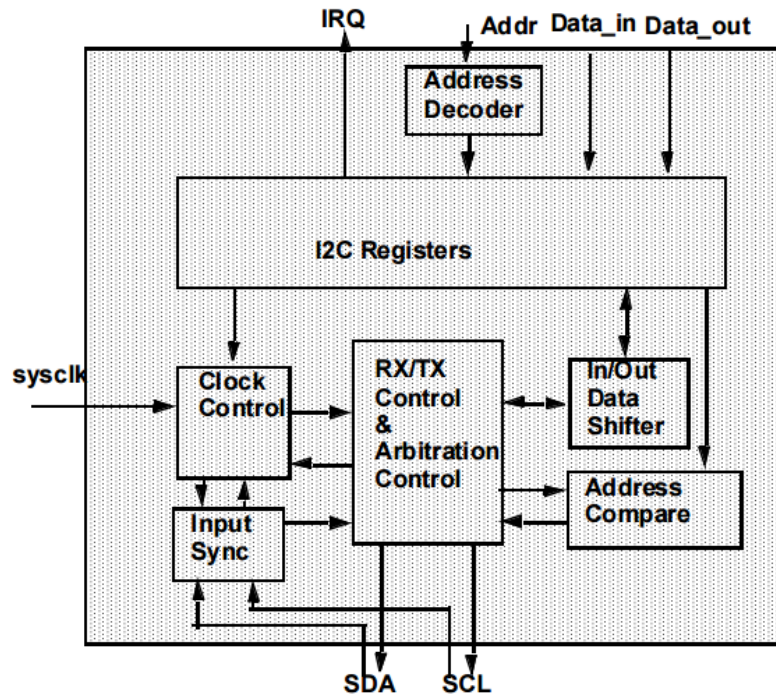 IRQ
Addr Data_in Data_out
Address
Decoder
I2C Registers
sysclk
Clock
Control
RX/TX
Control
&
Arbitration
Control
In/Out
Data
Shifter
Input
Sync
Address
Compare
SDA
SCL